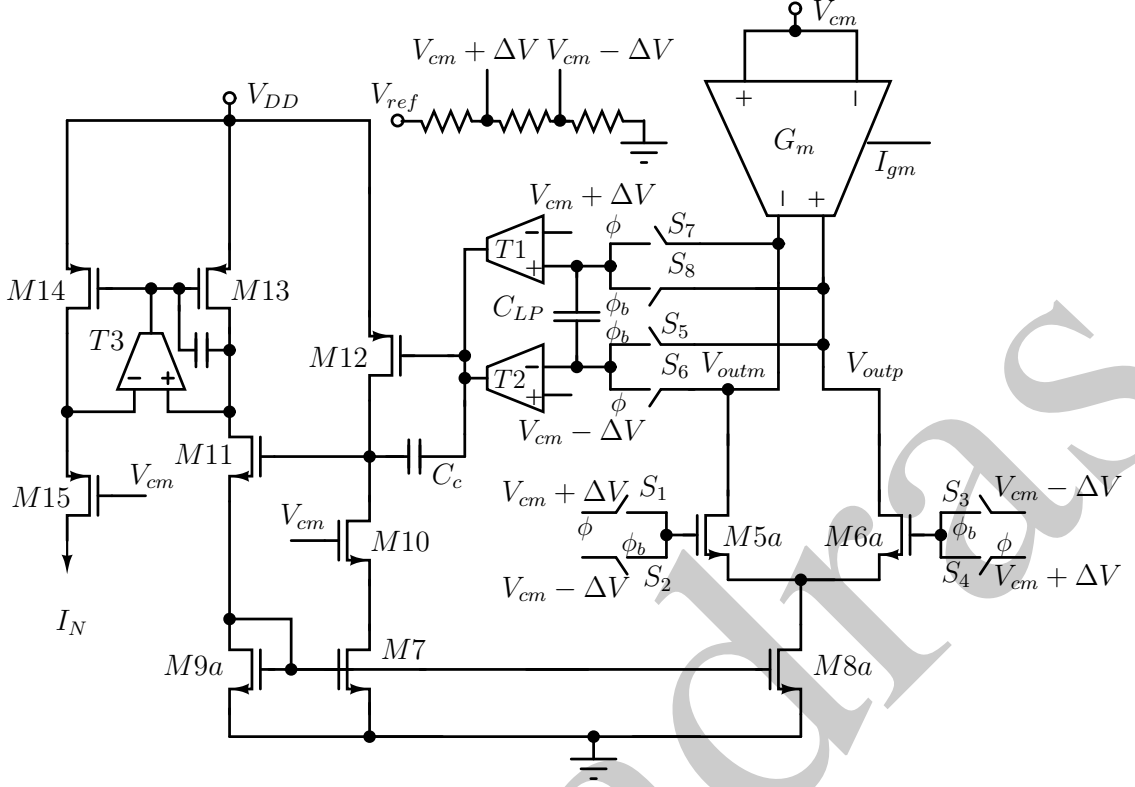 V_cm
V_cm + ΔV V_cm − ΔV
V_DD
V_ref
+ −
G_m
I_gm
− +
V_cm + ΔV
ϕ S_7
T1 − +
S_8
M14 M13
C_LP ϕ_b
ϕ_b S_5
T3
M12
T2 − +
S_6 V_outm V_outp
− +
ϕ
V_cm − ΔV
M11
C_c
V_cm
M15
V_cm + ΔV S_1
ϕ
S_3 V_cm − ΔV
V_cm
M10
ϕ_b
M5a M6a
ϕ_b ϕ
V_cm − ΔV S_2
S_4 V_cm + ΔV
I_N
M9a M7 M8a
dras